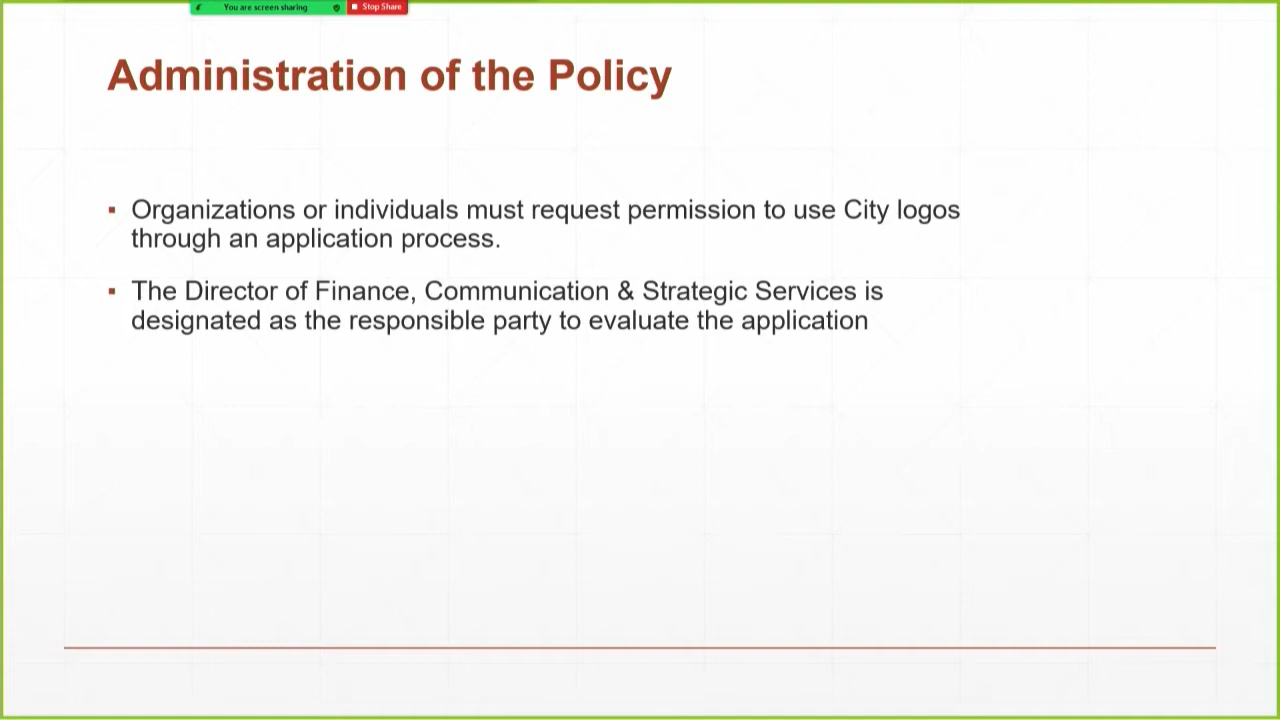 You are screen sharing
Stop Share
Administration of the Policy
▪ Organizations or individuals must request permission to use City logos
through an application process.
▪ The Director of Finance, Communication & Strategic Services is
designated as the responsible party to evaluate the application